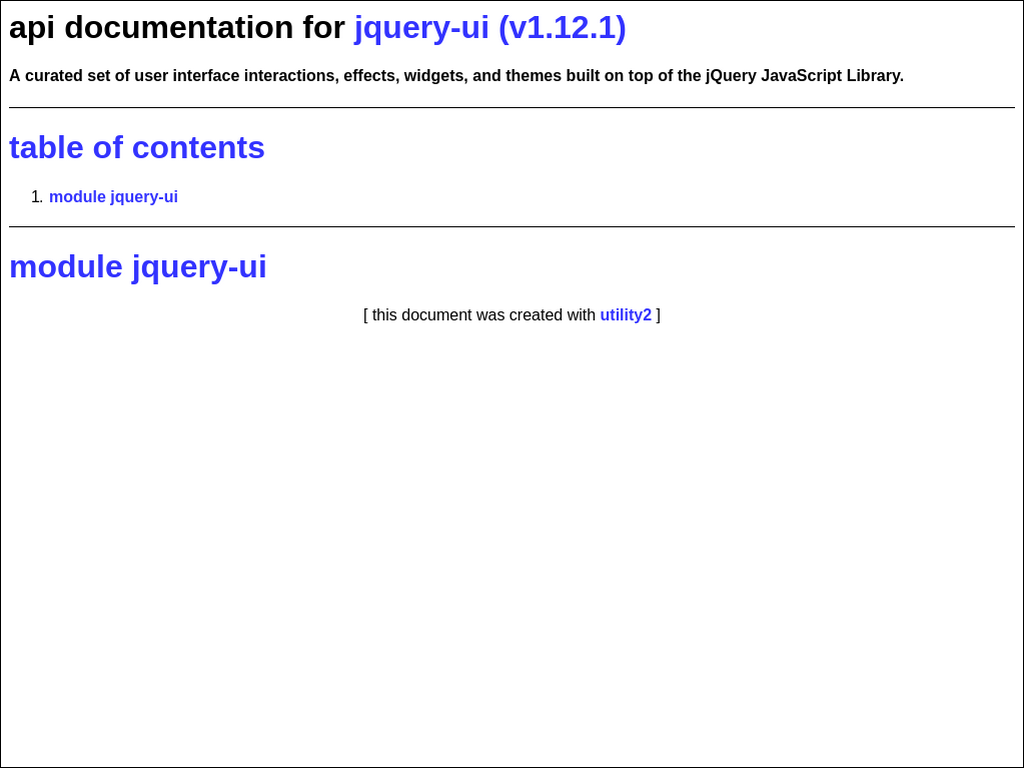 api documentation for jquery-ui (v1.12.1)
A curated set of user interface interactions, effects, widgets, and themes built on top of the jQuery JavaScript Library.
table of contents
1. module jquery-ui
module jquery-ui
[ this document was created with utility2 ]